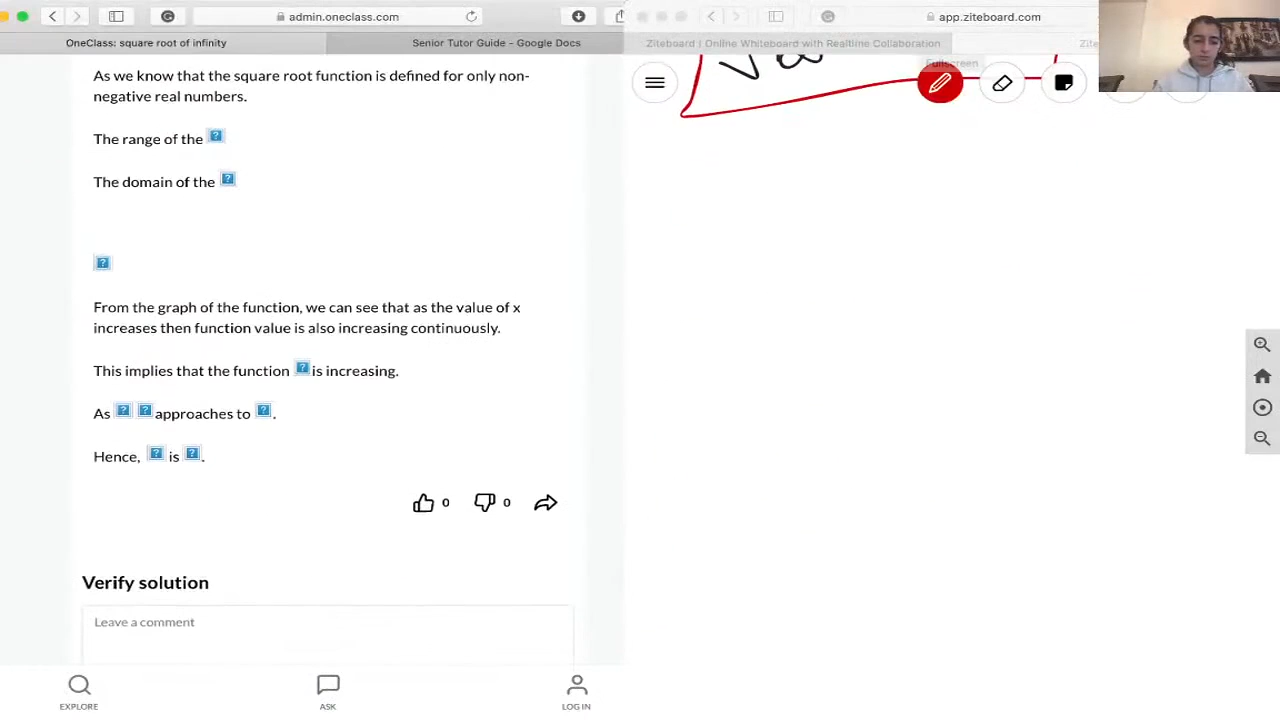 admin.oneclass.com
app.ziteboard.com
OneClass: square root of infinity
Senior Tutor Guide - Google Docs
Ziteboard | Online Whiteboard with Realtime Collaboration
Zite
Fullscreen
As we know that the square root function is defined for only non-
negative real numbers.
The range of the
The domain of the
From the graph of the function, we can see that as the value of x
increases then function value is also increasing continuously.
This implies that the function is increasing.
As approaches to .
Hence, is .
0 0
Verify solution
Leave a comment
EXPLORE
ASK
LOG IN